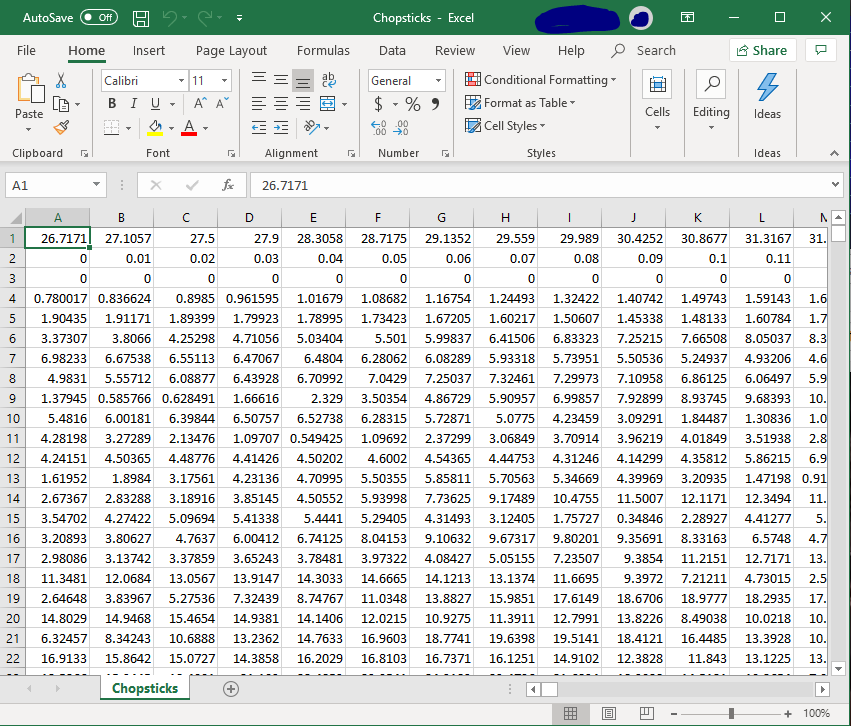 AutoSave Off Chopsticks - Excel
File Home Insert Page Layout Formulas Data Review View Help Search Share
Calibri 11 General Conditional Formatting
Paste B I U $ % 9 Format as Table Cells Editing Ideas
Cell Styles
Clipboard Font Alignment Number Styles Ideas
A1 fx 26.7171
A B C D E F G H I J K L
1 26.7171 27.1057 27.5 27.9 28.3058 28.7175 29.1352 29.559 29.989 30.4252 30.8677 31.3167 31.
2 0 0.01 0.02 0.03 0.04 0.05 0.06 0.07 0.08 0.09 0.1 0.11
3 0 0 0 0 0 0 0 0 0 0 0 0
4 0.780017 0.836624 0.8985 0.961595 1.01679 1.08682 1.16754 1.24493 1.32422 1.40742 1.49743 1.59143 1.6
5 1.90435 1.91171 1.89399 1.79923 1.78995 1.73423 1.67205 1.60217 1.50607 1.45338 1.48133 1.60784 1.7
6 3.37307 3.8066 4.25298 4.71056 5.03404 5.501 5.99837 6.41506 6.83323 7.25215 7.66508 8.05037 8.3
7 6.98233 6.67538 6.55113 6.47067 6.4804 6.28062 6.08289 5.93318 5.73951 5.50536 5.24937 4.93206 4.6
8 4.9831 5.55712 6.08877 6.43928 6.70992 7.0429 7.25037 7.32461 7.29973 7.10958 6.86125 6.06497 5.9
9 1.37945 0.585766 0.628491 1.66616 2.329 3.50354 4.86729 5.90957 6.99857 7.92899 8.93745 9.68393 10.
10 5.4816 6.00181 6.39844 6.50757 6.52738 6.28315 5.72871 5.0775 4.23459 3.09291 1.84487 1.30836 1.0
11 4.28198 3.27289 2.13476 1.09707 0.549425 1.09692 2.37299 3.06849 3.70914 3.96219 4.01849 3.51938 2.8
12 4.24151 4.50365 4.48776 4.41426 4.50202 4.6002 4.54365 4.44753 4.31246 4.14299 4.35812 5.86215 6.9
13 1.61952 1.8984 3.17561 4.23136 4.70995 5.50355 5.85811 5.70563 5.34669 4.39969 3.20935 1.47198 0.91
14 2.67367 2.83288 3.18916 3.85145 4.50552 5.93998 7.73625 9.17489 10.4755 11.5007 12.1171 12.3494 11.
15 3.54702 4.27422 5.09694 5.41338 5.4441 5.29405 4.31493 3.12405 1.75727 0.34846 2.28927 4.41277 5.
16 3.20893 3.80627 4.7637 6.00412 6.74125 8.04153 9.10632 9.67317 9.80201 9.35691 8.33163 6.5748 4.7
17 2.98086 3.13742 3.37859 3.65243 3.78481 3.97322 4.08427 5.05155 7.23507 9.3854 11.2151 12.7171 13.
18 11.3481 12.0684 13.0567 13.9147 14.3033 14.6665 14.1213 13.1374 11.6695 9.3972 7.21211 4.73015 2.5
19 2.64648 3.83967 5.27536 7.32439 8.74767 11.0348 13.8827 15.9851 17.6149 18.6706 18.9777 18.2935 17.
20 14.8029 14.9468 15.4654 14.9381 14.1406 12.0215 10.9275 11.3911 12.7991 13.8226 8.49038 10.0218 10.
21 6.32457 8.34243 10.6888 13.2362 14.7633 16.9603 18.7741 19.6398 19.5141 18.4121 16.4485 13.3928 10.
22 16.9133 15.8642 15.0727 14.3858 16.2029 16.8103 16.7371 16.1251 14.9102 12.3828 11.843 13.1225 13.
Chopsticks
100%